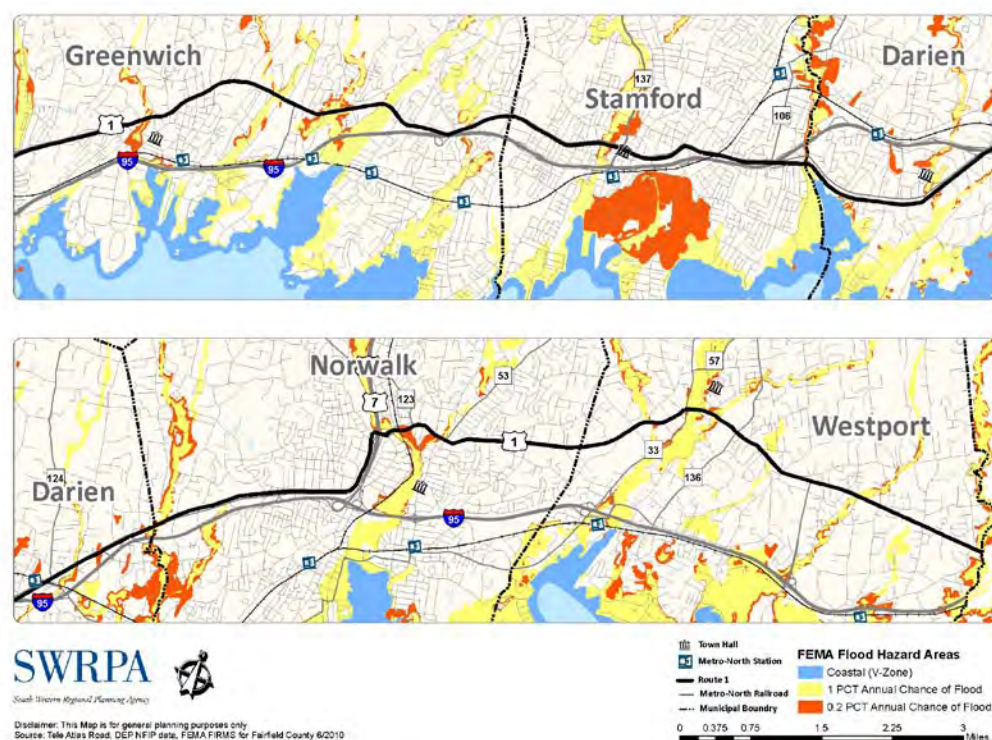 Greenwich
Stamford
Darien
137
106
1
95
95
Norwalk
Westport
Darien
53
57
7
123
1
33
136
124
95
95
SWRPA
South Western Regional Planning Agency
Disclaimer: This Map is for general planning purposes only
Source: Tele Atlas Road, DEP NFIP data, FEMA FIRMS for Fairfield County 6/2010
Town Hall
Metro-North Station
Route 1
Metro-North Railroad
Municipal Boundry
FEMA Flood Hazard Areas
Coastal (V-Zone)
1 PCT Annual Chance of Flood
0.2 PCT Annual Chance of Flood
0 0.375 0.75 1.5 2.25 3
Miles